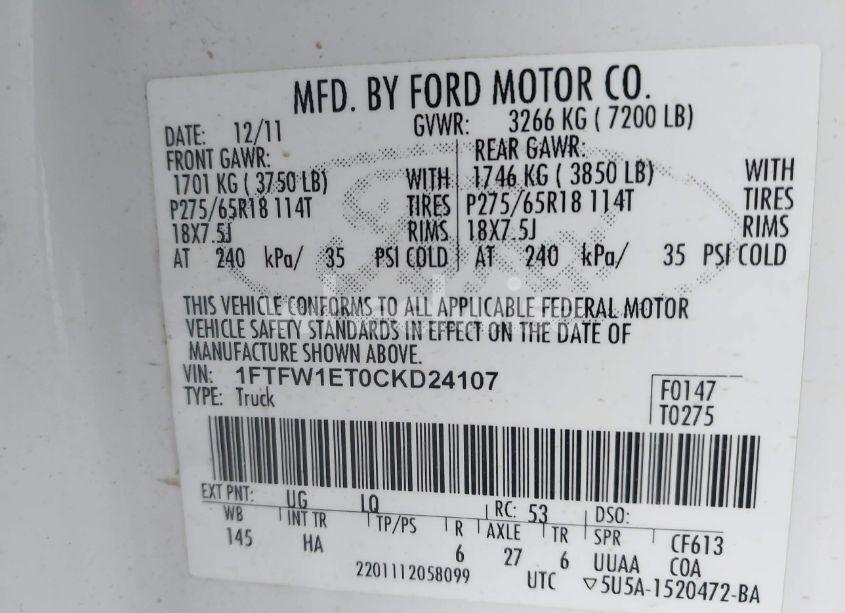 MFD. BY FORD MOTOR CO.
DATE: 12/11 GVWR: 3266 KG ( 7200 LB)
FRONT GAWR: REAR GAWR:
1701 KG ( 3750 LB) WITH 1746 KG ( 3850 LB) WITH
P275/65R18 114T TIRES P275/65R18 114T TIRES
18X7.5J RIMS 18X7.5J RIMS
AT 240 kPa/ 35 PSI COLD AT 240 kPa/ 35 PSI COLD
THIS VEHICLE CONFORMS TO ALL APPLICABLE FEDERAL MOTOR
VEHICLE SAFETY STANDARDS IN EFFECT ON THE DATE OF
MANUFACTURE SHOWN ABOVE.
VIN: 1FTFW1ET0CKD24107
TYPE: Truck
F0147
T0275
EXT PNT: UG LQ RC: 53 DSO:
WB INT TR TP/PS R AXLE TR SPR CF613
145 HA 6 27 6 UUAA COA
2201112058099 UTC ▽5U5A-1520472-BA